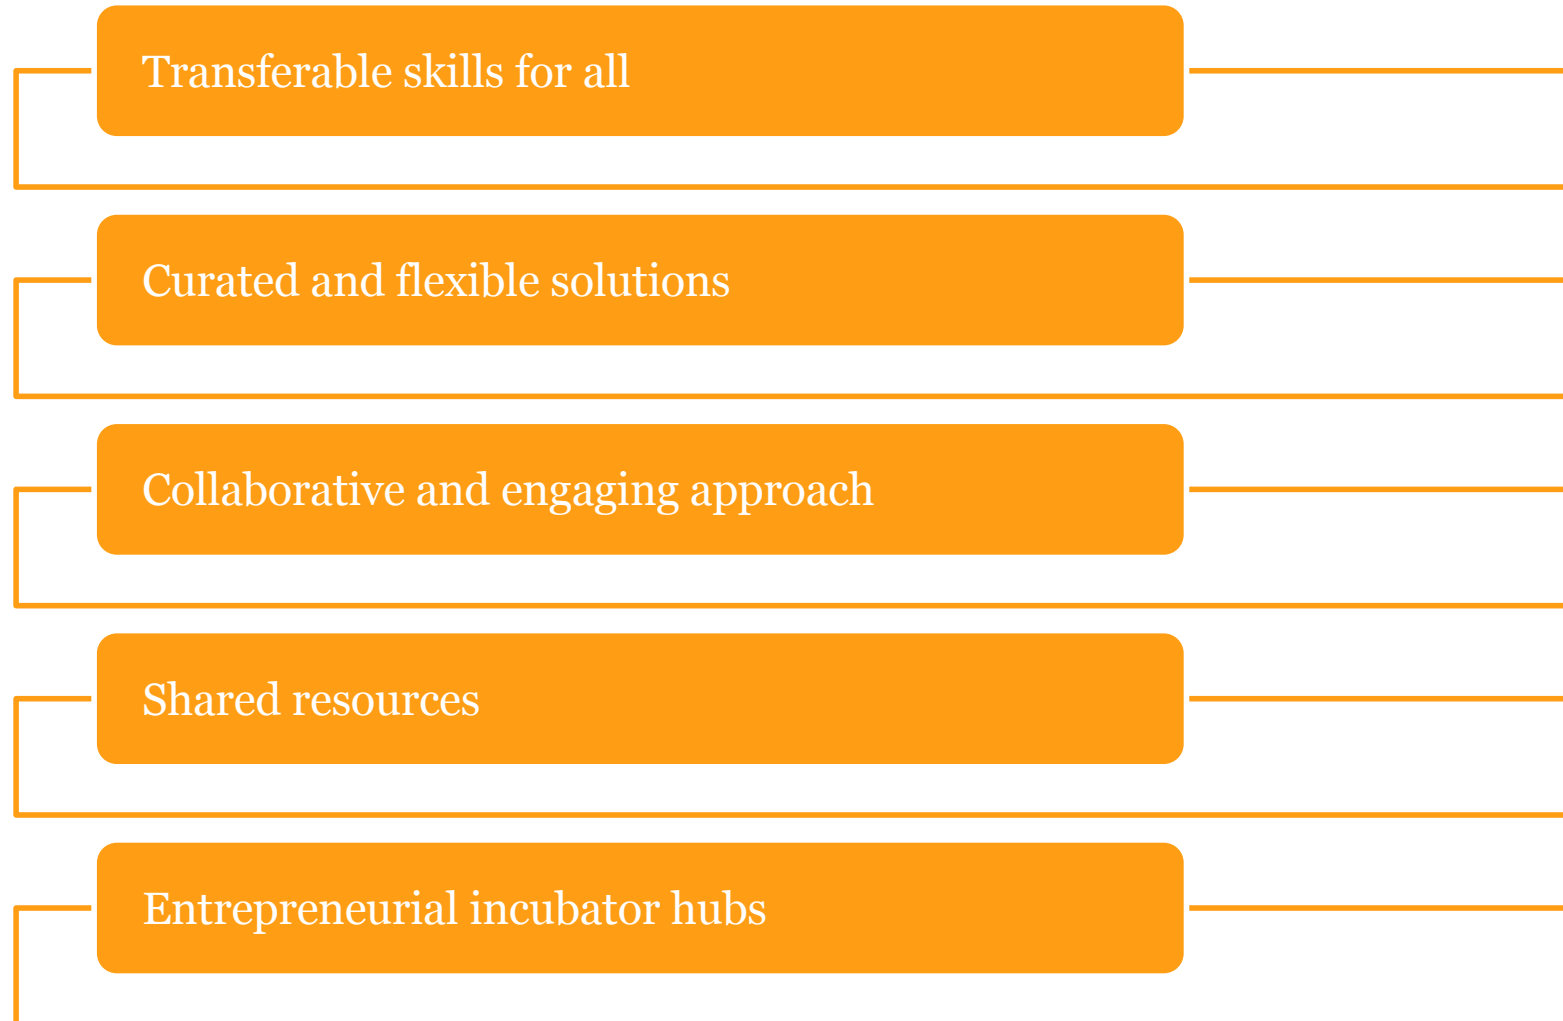 Transferable skills for all
Curated and flexible solutions
Collaborative and engaging approach
Shared resources
Entrepreneurial incubator hubs